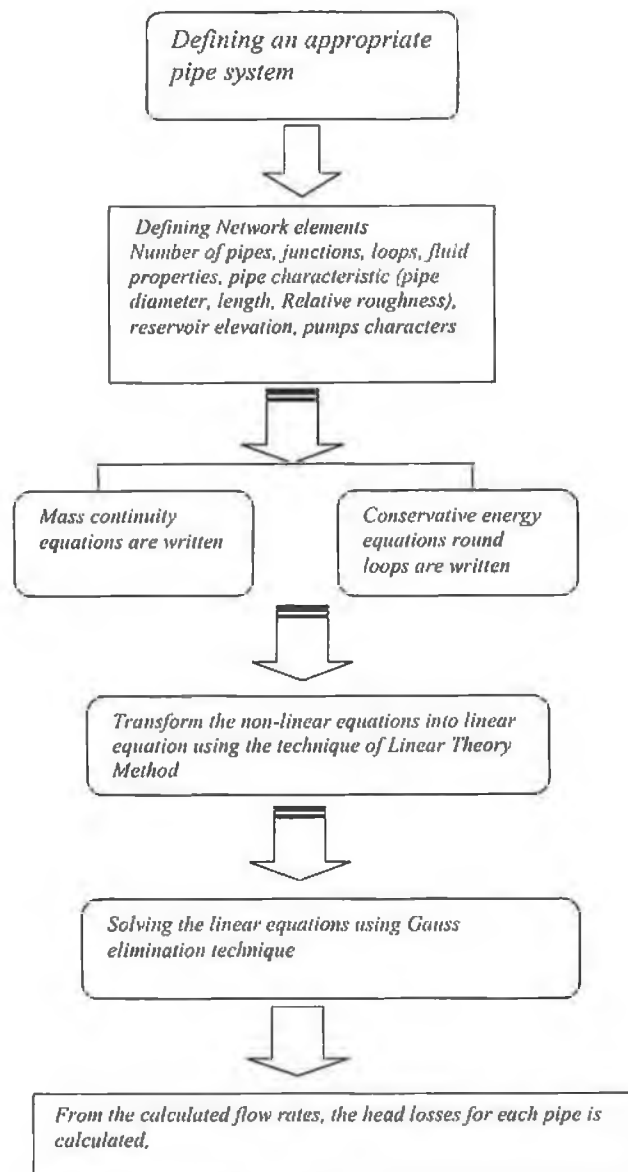 Defining an appropriate
pipe system
Defining Network elements
Number of pipes, junctions, loops, fluid
properties, pipe characteristic (pipe
diameter, length, Relative roughness),
reservoir elevation, pumps characters
Mass continuity
equations are written
Conservative energy
equations round
loops are written
Transform the non-linear equations into linear
equation using the technique of Linear Theory
Method
Solving the linear equations using Gauss
elimination technique
From the calculated flow rates, the head losses for each pipe is
calculated,